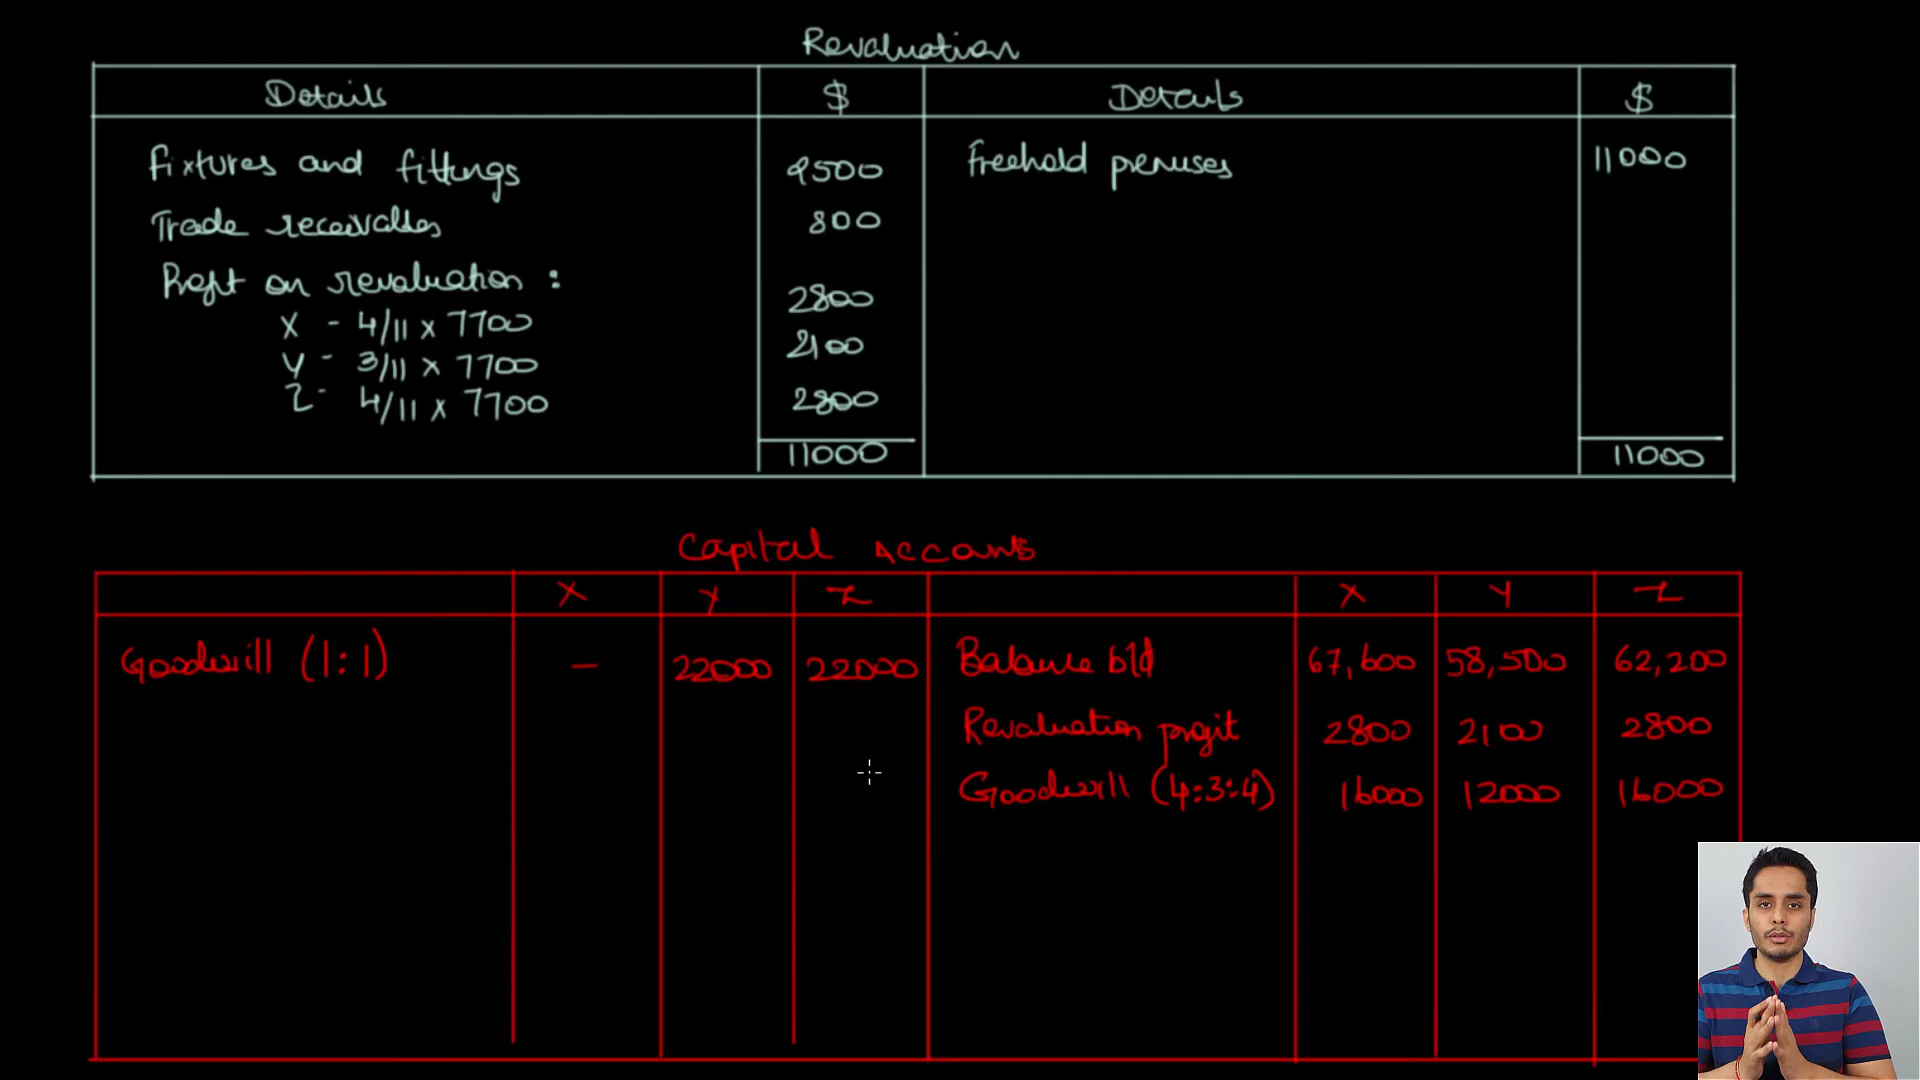 Revaluation
Details $ Details $
Fixtures and fittings 2500 Freehold premises 11000
Trade receivables 800
Profit on revaluation :
X - 4/11 x 7700 2800
Y - 3/11 x 7700 2100
Z - 4/11 x 7700 2800
11000 11000
Capital Accounts
X Y Z X Y Z
Goodwill (1:1) - 22000 22000 Balance b/d 67,600 58,500 62,200
Revaluation profit 2800 2100 2800
Goodwill (4:3:4) 16000 12000 16000